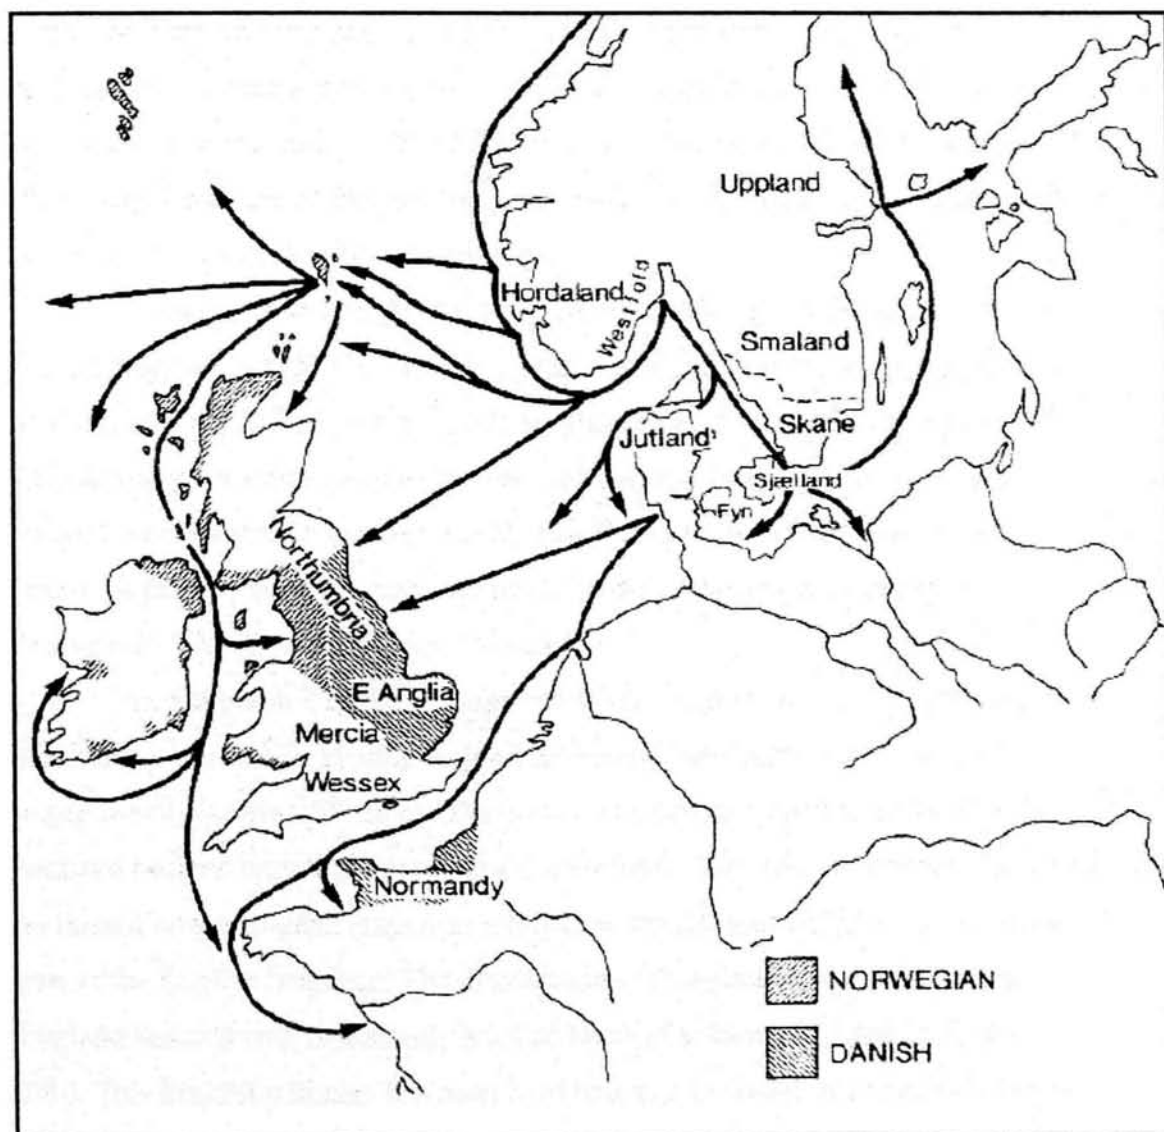 Uppland
Hordaland
Westfold
Smaland
Skane
Jutland
Sjælland
Fyn
Northumbria
E Anglia
Mercia
Wessex
Normandy
NORWEGIAN
DANISH